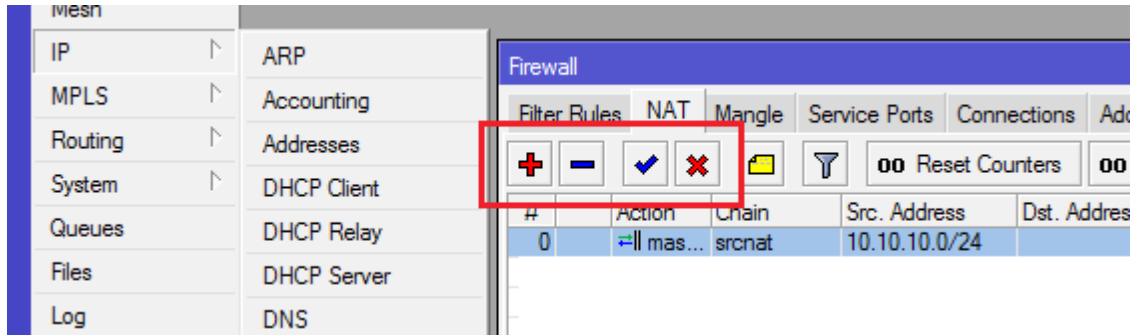 Mesh
IP
MPLS
Routing
System
Queues
Files
Log
ARP
Accounting
Addresses
DHCP Client
DHCP Relay
DHCP Server
DNS
Firewall
Filter Rules NAT Mangle Service Ports Connections Add
00 Reset Counters 00
# Action Chain Src. Address Dst. Addres
0 mas... srcnat 10.10.10.0/24